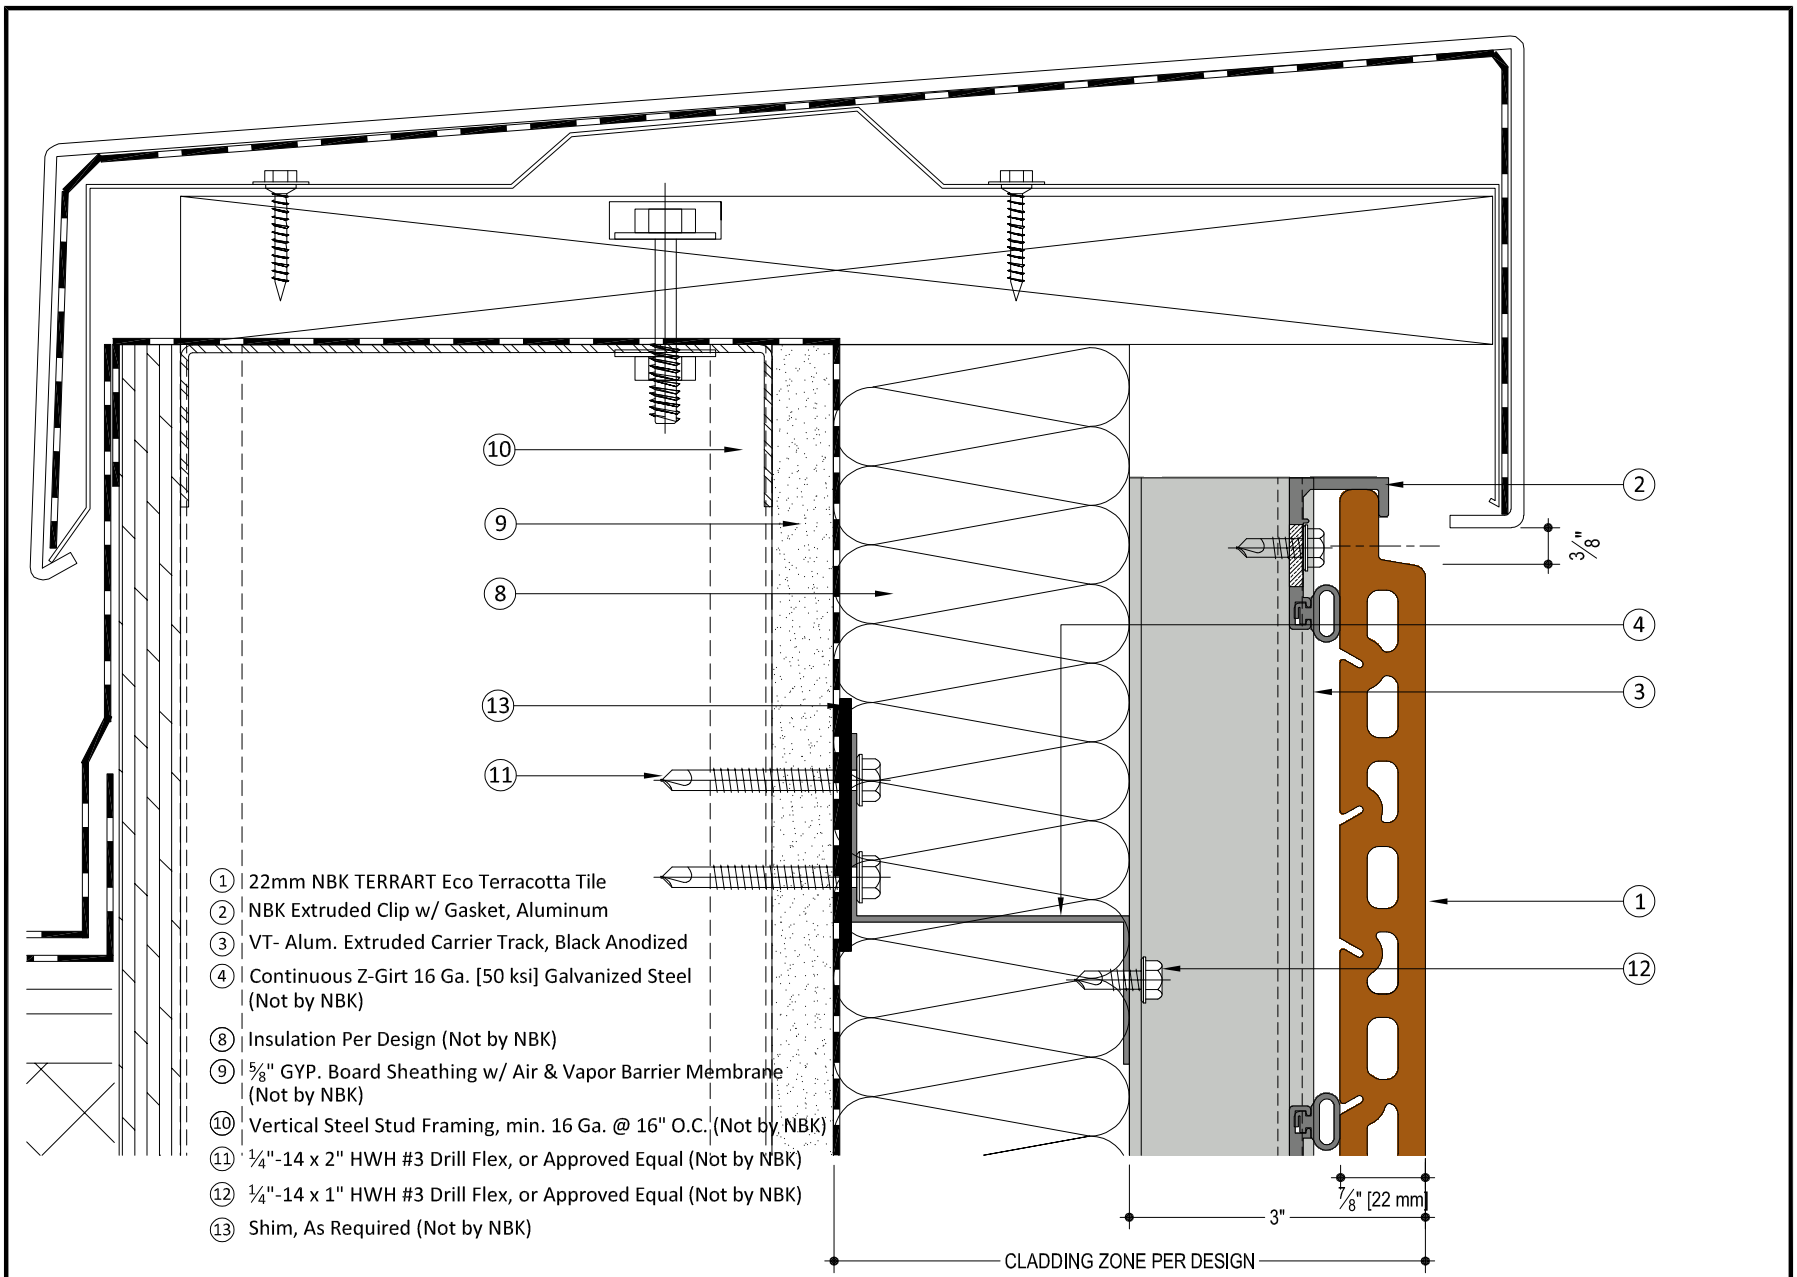 10
2
9
3/8"
8
4
3
13
11
1 22mm NBK TERRART Eco Terracotta Tile
1
2 NBK Extruded Clip w/ Gasket, Aluminum
3 VT- Alum. Extruded Carrier Track, Black Anodized
12
4 Continuous Z-Girt 16 Ga. [50 ksi] Galvanized Steel
(Not by NBK)
8 Insulation Per Design (Not by NBK)
9 5/8" GYP. Board Sheathing w/ Air & Vapor Barrier Membrane
(Not by NBK)
10 Vertical Steel Stud Framing, min. 16 Ga. @ 16" O.C. (Not by NBK)
11 1/4"-14 x 2" HWH #3 Drill Flex, or Approved Equal (Not by NBK)
12 1/4"-14 x 1" HWH #3 Drill Flex, or Approved Equal (Not by NBK)
13 Shim, As Required (Not by NBK)
7/8" [22 mm]
3"
CLADDING ZONE PER DESIGN